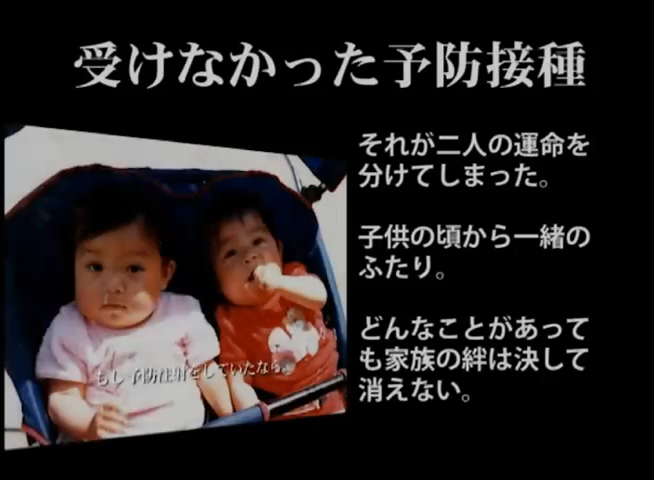 受けなかった予防接種
それが二人の運命を
分けてしまった。
子供の頃から一緒の
ふたり。
どんなことがあって
も家族の絆は決して
消えない。
もし予防注射をしていたなら。